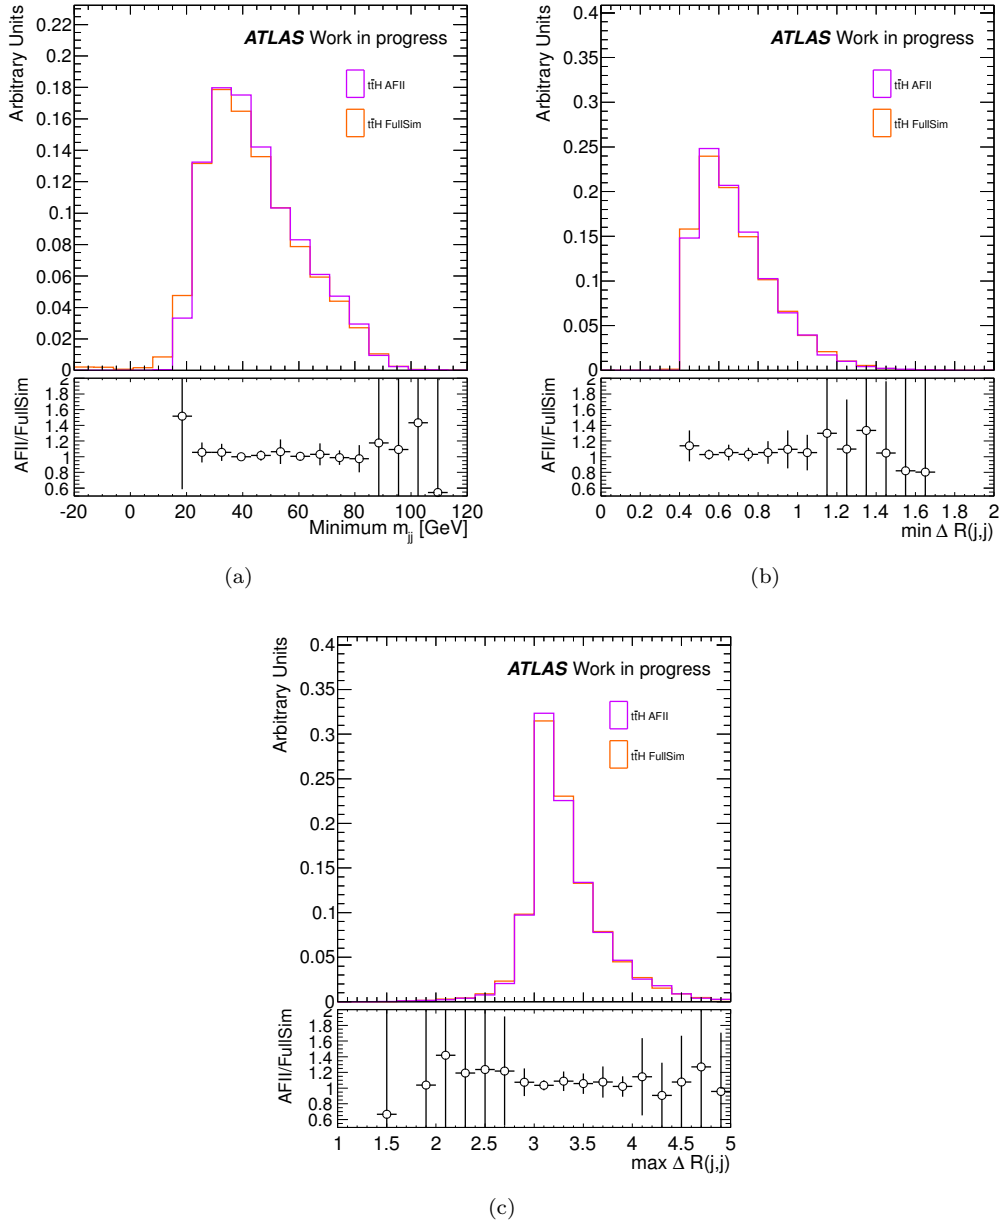 ATLAS Work in progress
tt̄H AFII
tt̄H FullSim
Arbitrary Units
0.22
0.2
0.18
0.16
0.14
0.12
0.1
0.08
0.06
0.04
0.02
0
AFII/FullSim
2
1.8
1.6
1.4
1.2
1
0.8
0.6
-20 0 20 40 60 80 100 120
Minimum m_jj [GeV]
(a)
ATLAS Work in progress
tt̄H AFII
tt̄H FullSim
Arbitrary Units
0.4
0.35
0.3
0.25
0.2
0.15
0.1
0.05
0
AFII/FullSim
2
1.8
1.6
1.4
1.2
1
0.8
0.6
0 0.2 0.4 0.6 0.8 1 1.2 1.4 1.6 1.8 2
min Δ R(j,j)
(b)
ATLAS Work in progress
tt̄H AFII
tt̄H FullSim
Arbitrary Units
0.4
0.35
0.3
0.25
0.2
0.15
0.1
0.05
0
AFII/FullSim
2
1.8
1.6
1.4
1.2
1
0.8
0.6
1 1.5 2 2.5 3 3.5 4 4.5 5
max Δ R(j,j)
(c)